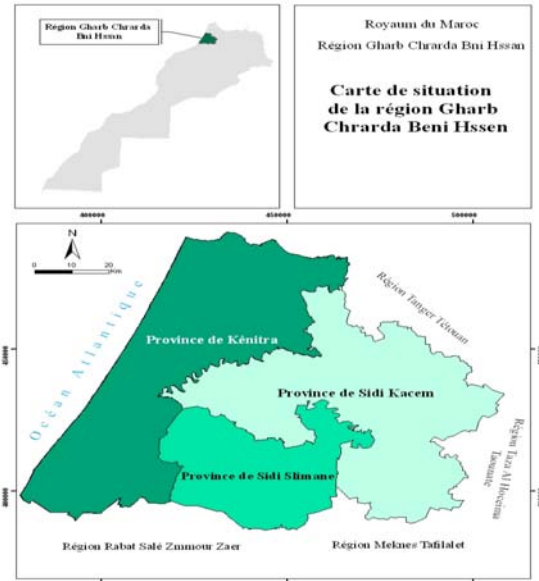 Région Gharb Chrarda
Bni Hssen
Royaum du Maroc
Région Gharb Chrarda Bni Hssan
Carte de situation
de la région Gharb
Chrarda Beni Hssen
400000
450000
500000
N
0
10
20
Km
Océan Atlantique
Région Tanger Tétouan
Province de Kénitra
Province de Sidi Kacem
Province de Sidi Slimane
Région Taza Al Hoceima
Taounate
Région Rabat Salé Zmmour Zaer
Région Meknes Tafilalet